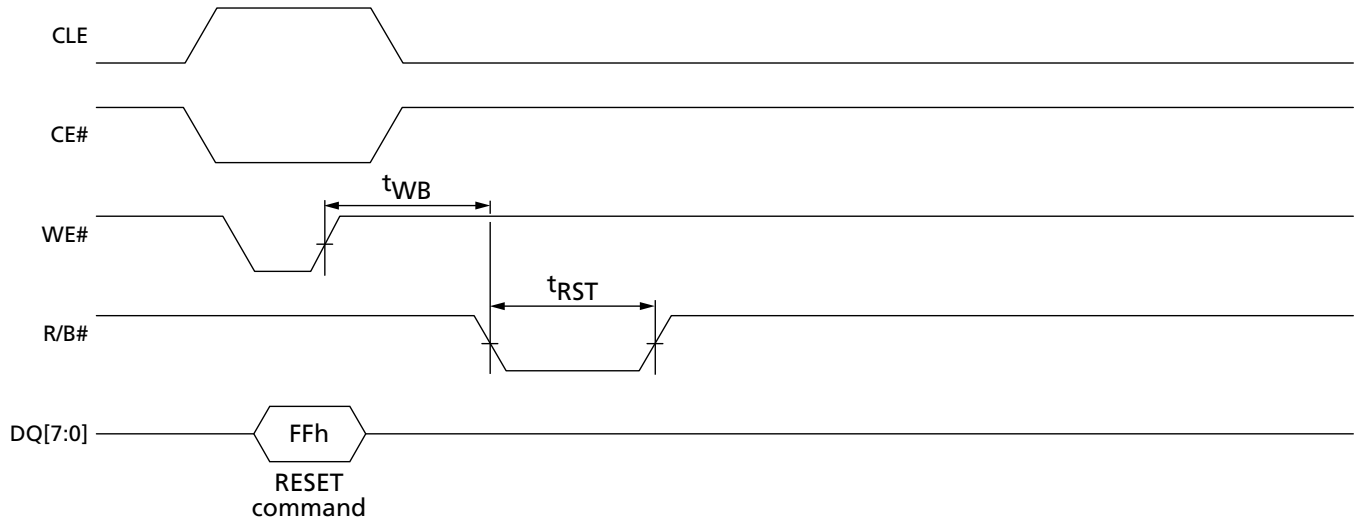 CLE
CE#
tWB
WE#
tRST
R/B#
DQ[7:0]
FFh
RESET
command